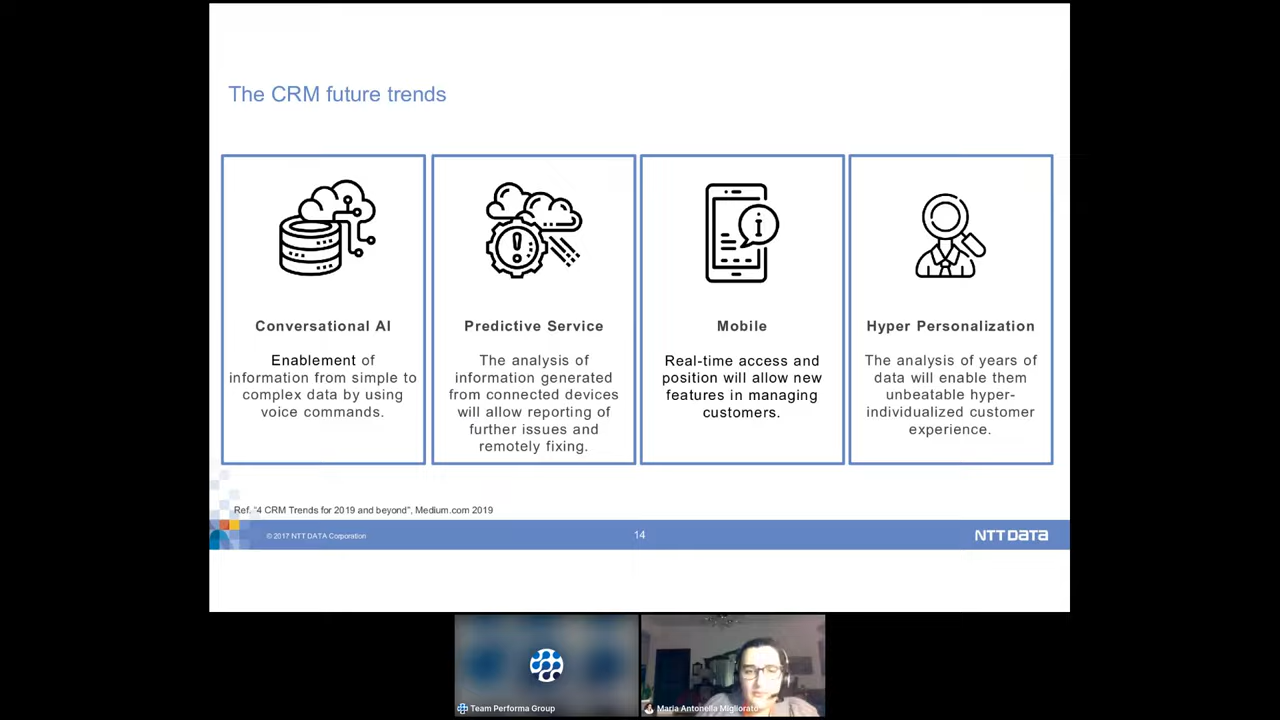 The CRM future trends
Conversational AI
Enablement of
information from simple to
complex data by using
voice commands.
Predictive Service
The analysis of
information generated
from connected devices
will allow reporting of
further issues and
remotely fixing.
Mobile
Real-time access and
position will allow new
features in managing
customers.
Hyper Personalization
The analysis of years of
data will enable them
unbeatable hyper-
individualized customer
experience.
Ref. "4 CRM Trends for 2019 and beyond", Medium.com 2019
© 2017 NTT DATA Corporation
14
NTT DATA
Team Performa Group
Maria Antonella Migliorato